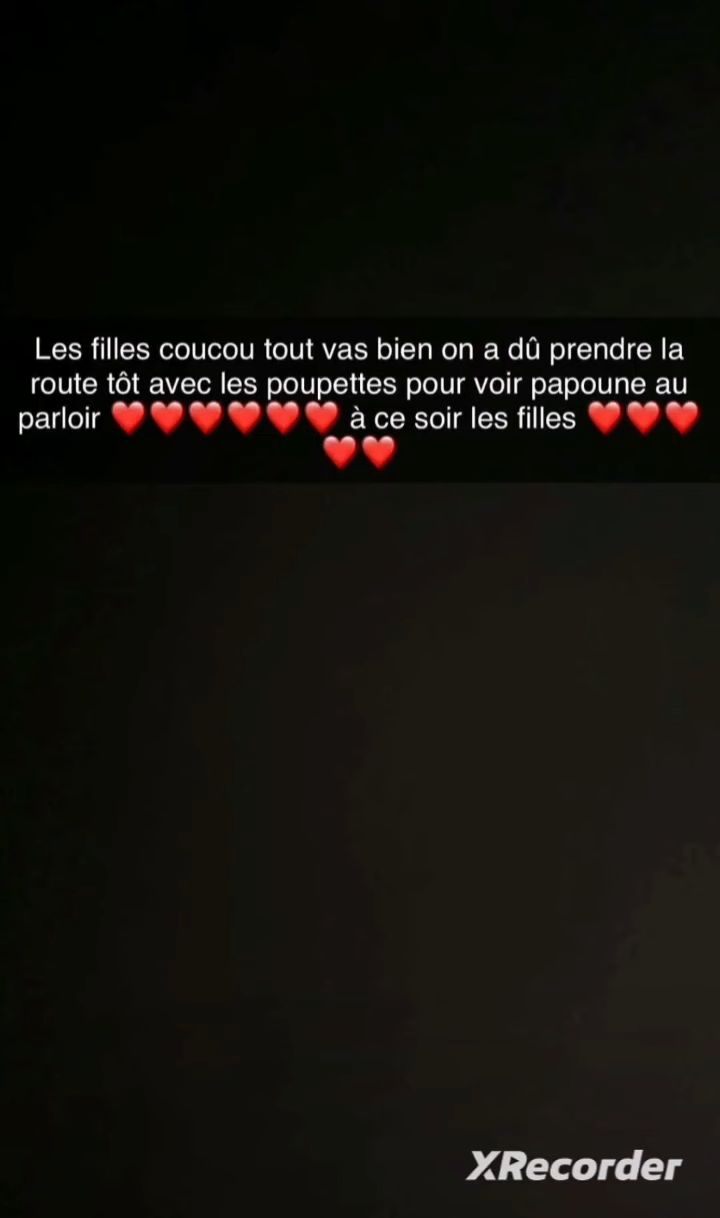 Les filles coucou tout vas bien on a dû prendre la
route tôt avec les poupettes pour voir papoune au
parloir ❤️❤️❤️❤️❤️❤️ à ce soir les filles ❤️❤️❤️
❤️❤️
XRecorder